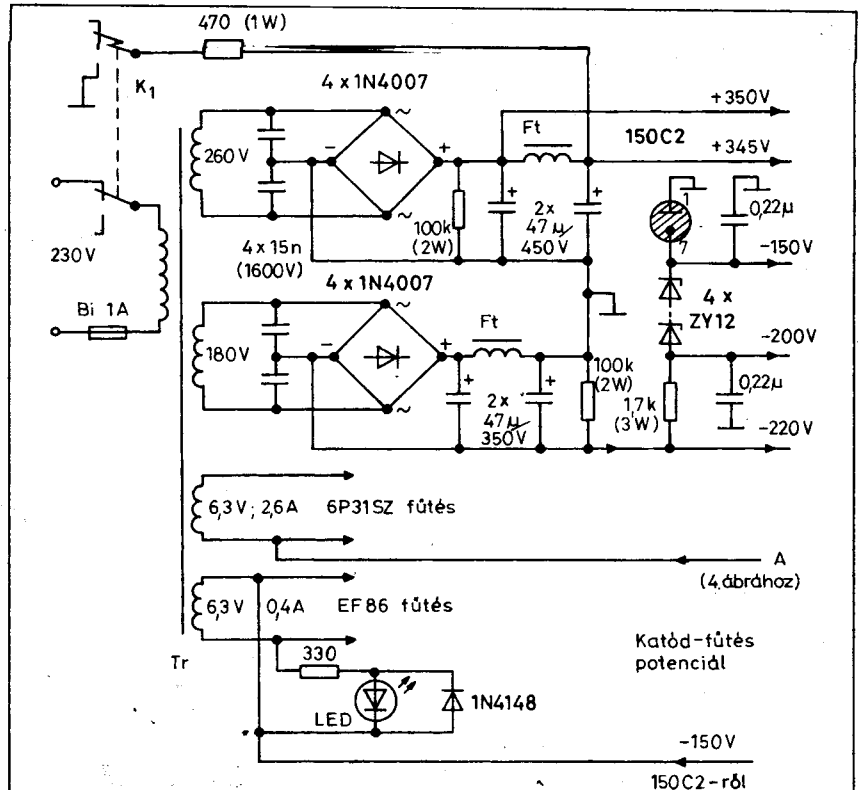 470 (1W)
K1
4 x 1N4007
+350V
Ft
150C2
+345V
260V
~
-
+
~
4 x 15n
(1600V)
100k
(2W)
+
2x
47µ/
450V
+
1
7
0,22µ
-150V
230V
Bi 1A
4 x 1N4007
4 x
ZY12
180V
~
-
+
~
Ft
+
2x
47µ/
350V
+
100k
(2W)
-200V
1,7k
(3W)
0,22µ
-220V
6,3V; 2,6A 6P31SZ fűtés
A
(4. ábrához)
6,3V 0,4A EF86 fűtés
Tr
330
LED
1N4148
Katód-fűtés
potenciál
-150V
150C2-ről